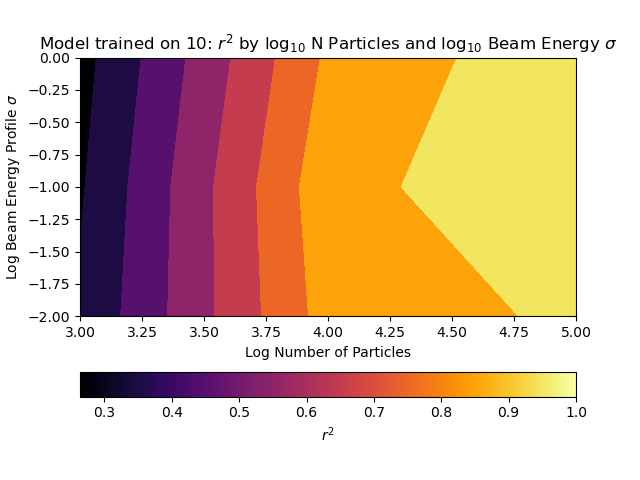 Model trained on 10: r² by log₁₀ N Particles and log₁₀ Beam Energy σ
Log Beam Energy Profile σ
0.00
−0.25
−0.50
−0.75
−1.00
−1.25
−1.50
−1.75
−2.00
3.00 3.25 3.50 3.75 4.00 4.25 4.50 4.75 5.00
Log Number of Particles
0.3 0.4 0.5 0.6 0.7 0.8 0.9 1.0
r²